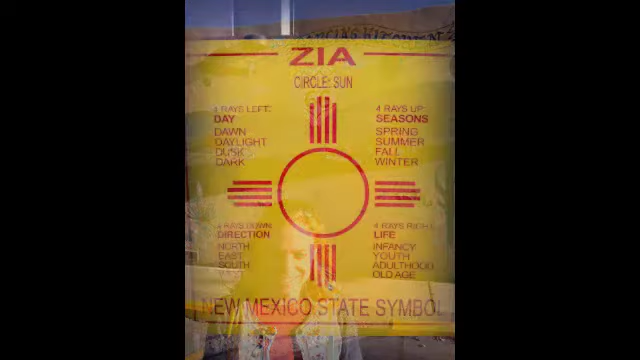 ZIA
CIRCLE: SUN
4 RAYS LEFT:
DAY
DAWN
DAYLIGHT
DUSK
DARK
4 RAYS UP:
SEASONS
SPRING
SUMMER
FALL
WINTER
4 RAYS DOWN:
DIRECTION
NORTH
EAST
SOUTH
WEST
4 RAYS RIGHT:
LIFE
INFANCY
YOUTH
ADULTHOOD
OLD AGE
NEW MEXICO STATE SYMBOL